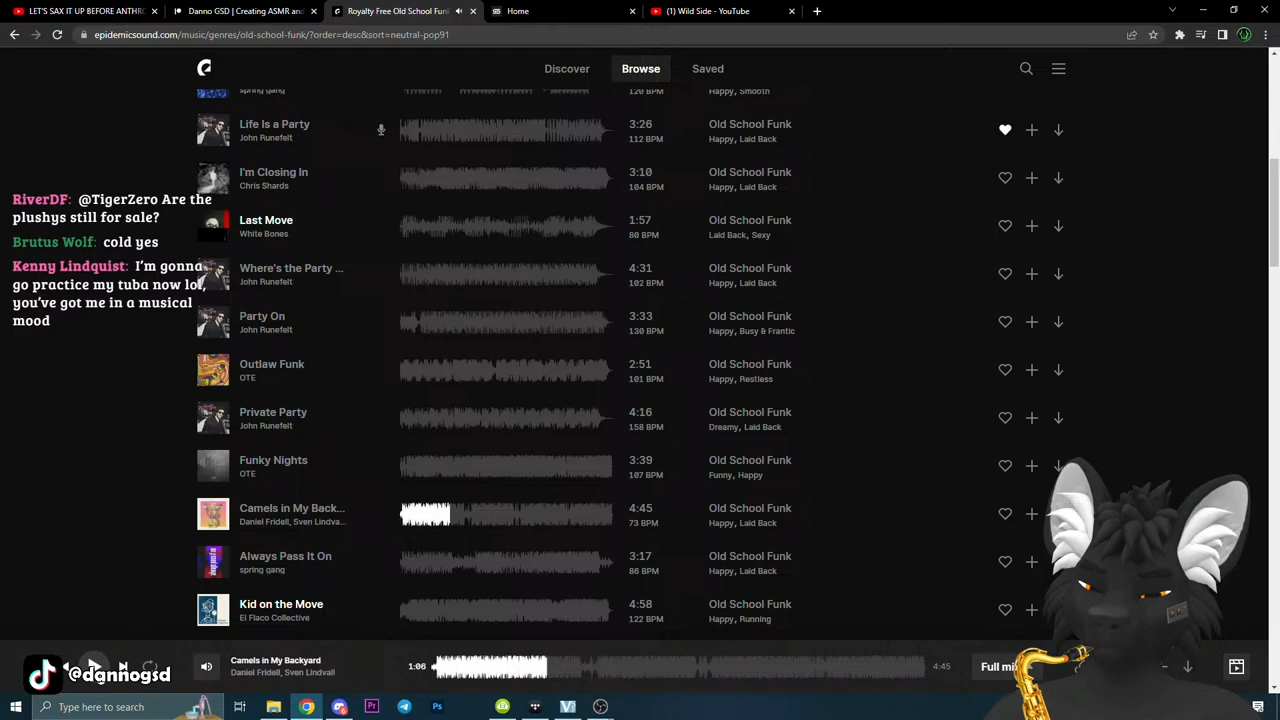 LET'S SAX IT UP BEFORE ANTHRO
Danno GSD | Creating ASMR and
Royalty Free Old School Funk
Home
(1) Wild Side - YouTube
epidemicsound.com/music/genres/old-school-funk/?order=desc&sort=neutral-pop91
Discover
Browse
Saved
spring gang
120 BPM
Happy, Smooth
Life Is a Party
3:26
Old School Funk
John Runefelt
112 BPM
Happy, Laid Back
I'm Closing In
3:10
Old School Funk
Chris Shards
104 BPM
Happy, Laid Back
RiverDF: @TigerZero Are the
plushys still for sale?
Brutus Wolf: cold yes
Kenny Lindquist: I'm gonna
go practice my tuba now lol,
you've got me in a musical
mood
Last Move
1:57
Old School Funk
White Bones
80 BPM
Laid Back, Sexy
Where's the Party ...
4:31
Old School Funk
John Runefelt
102 BPM
Happy, Laid Back
Party On
3:33
Old School Funk
John Runefelt
130 BPM
Happy, Busy & Frantic
Outlaw Funk
2:51
Old School Funk
OTE
101 BPM
Happy, Restless
Private Party
4:16
Old School Funk
John Runefelt
158 BPM
Dreamy, Laid Back
Funky Nights
3:39
Old School Funk
OTE
107 BPM
Funny, Happy
Camels in My Back...
4:45
Old School Funk
Daniel Fridell, Sven Lindva...
73 BPM
Happy, Laid Back
Always Pass It On
3:17
Old School Funk
spring gang
86 BPM
Happy, Laid Back
Kid on the Move
4:58
Old School Funk
El Flaco Collective
122 BPM
Happy, Running
@dgnhogsd
Camels in My Backyard
Daniel Fridell, Sven Lindvall
1:06
4:45
Full mi
Type here to search